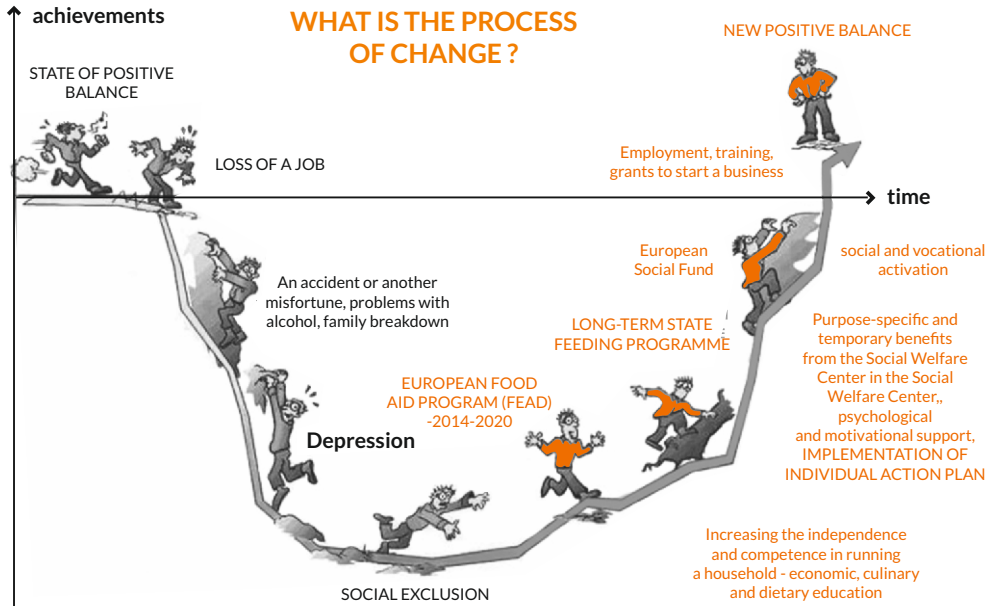 achievements
WHAT IS THE PROCESS
OF CHANGE ?
NEW POSITIVE BALANCE
STATE OF POSITIVE
BALANCE
LOSS OF A JOB
Employment, training,
grants to start a business
time
European
Social Fund
social and vocational
activation
An accident or another
misfortune, problems with
alcohol, family breakdown
LONG-TERM STATE
FEEDING PROGRAMME
Purpose-specific and
temporary benefits
from the Social Welfare
Center in the Social
Welfare Center,,
psychological
and motivational support,
IMPLEMENTATION OF
INDIVIDUAL ACTION PLAN
EUROPEAN FOOD
AID PROGRAM (FEAD)
-2014-2020
Depression
Increasing the independence
and competence in running
a household - economic, culinary
and dietary education
SOCIAL EXCLUSION